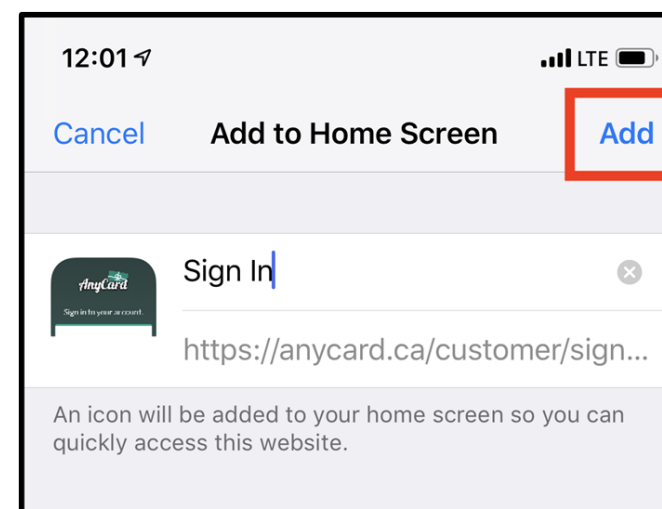 12:01
LTE
Cancel Add to Home Screen Add
Sign In
AnyCard
Sign in to your account.
https://anycard.ca/customer/sign...
An icon will be added to your home screen so you can
quickly access this website.